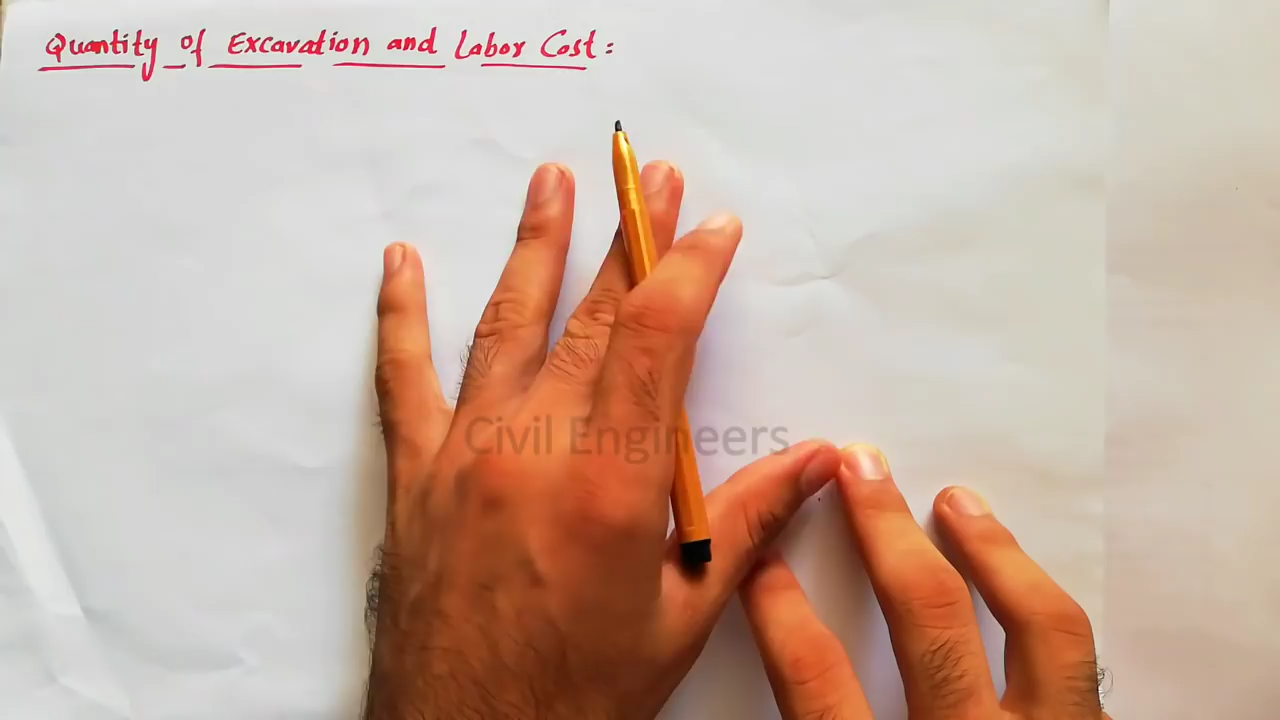 Quantity of Excavation and Labor Cost:
Civil Engineers